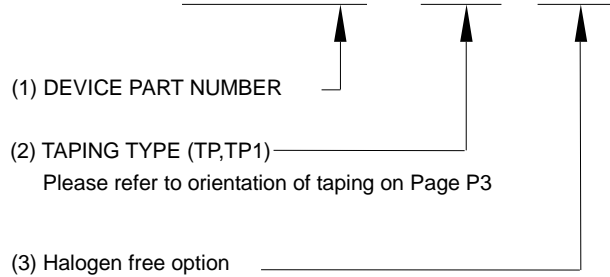 (1) DEVICE PART NUMBER
(2) TAPING TYPE (TP,TP1)
Please refer to orientation of taping on Page P3
(3) Halogen free option